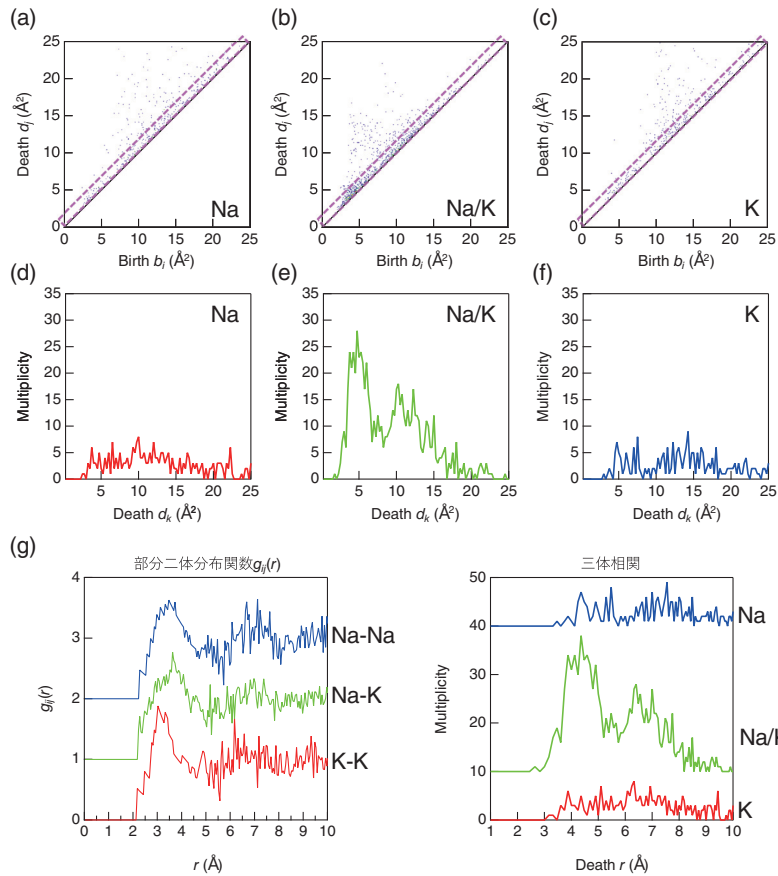 (a)
(b)
(c)
25
20
15
10
5
0
Death dj (Å²)
Na
0 5 10 15 20 25
Birth bi (Å²)
25
20
15
10
5
0
Death dj (Å²)
Na/K
0 5 10 15 20 25
Birth bi (Å²)
25
20
15
10
5
0
Death dj (Å²)
K
0 5 10 15 20 25
Birth bi (Å²)
(d)
(e)
(f)
35
30
25
20
15
10
5
0
Multiplicity
Na
5 10 15 20 25
Death dk (Å²)
35
30
25
20
15
10
5
0
Multiplicity
Na/K
5 10 15 20 25
Death dk (Å²)
35
30
25
20
15
10
5
0
Multiplicity
K
5 10 15 20 25
Death dk (Å²)
(g)
部分二体分布関数gij(r)
4
3
2
1
0
gij(r)
Na-Na
Na-K
K-K
0 1 2 3 4 5 6 7 8 9 10
r (Å)
三体相関
50
40
30
20
10
0
Multiplicity
Na
Na/
K
1 2 3 4 5 6 7 8 9 10
Death r (Å)